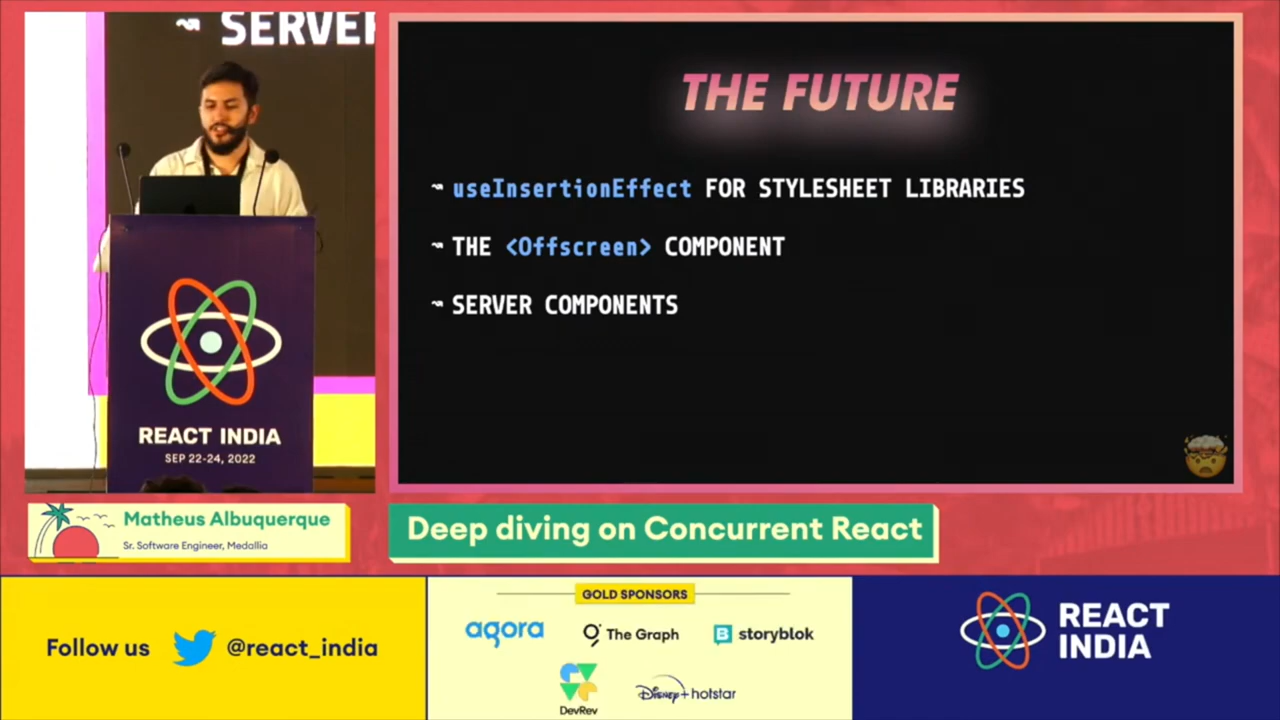 SERVER
THE FUTURE
↝ useInsertionEffect FOR STYLESHEET LIBRARIES
↝ THE <Offscreen> COMPONENT
↝ SERVER COMPONENTS
REACT INDIA
SEP 22-24, 2022
Matheus Albuquerque
Sr. Software Engineer, Medallia
Deep diving on Concurrent React
Follow us @react_india
GOLD SPONSORS
agora The Graph storyblok
DevRev Disney+ hotstar
REACT
INDIA